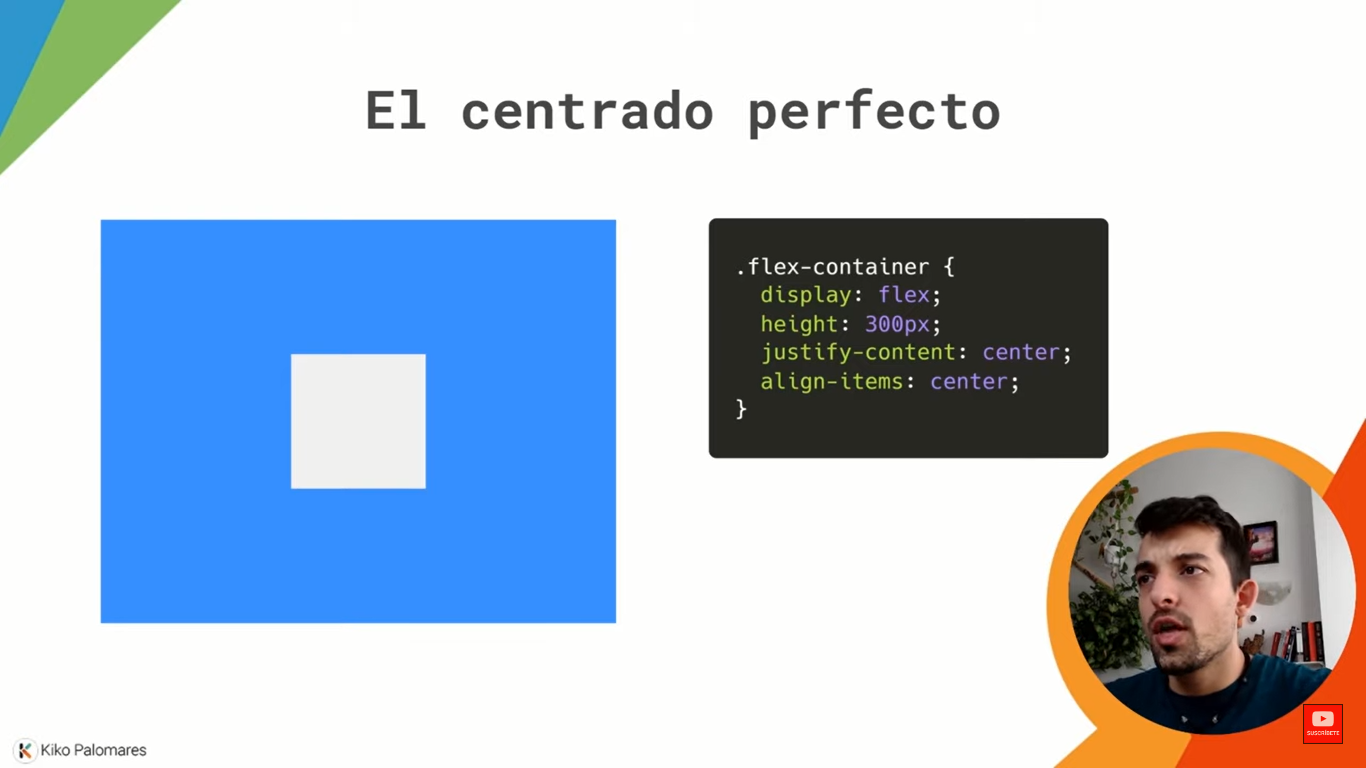 El centrado perfecto
.flex-container {
display: flex;
height: 300px;
justify-content: center;
align-items: center;
}
Kiko Palomares
SUSCRÍBETE